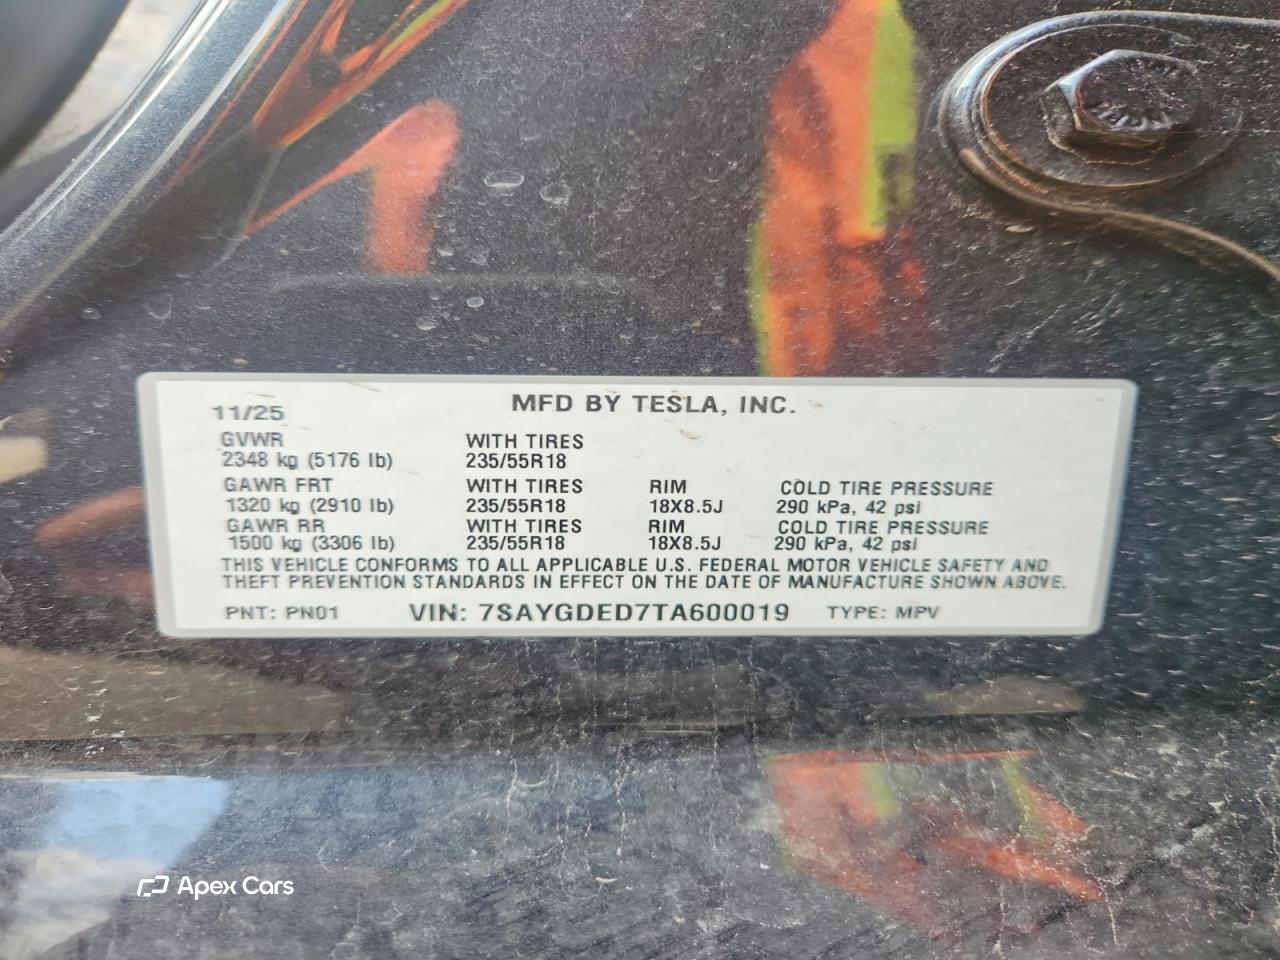 MFD BY TESLA, INC.
11/25
GVWR WITH TIRES
2348 kg (5176 lb) 235/55R18
GAWR FRT WITH TIRES RIM COLD TIRE PRESSURE
1320 kg (2910 lb) 235/55R18 18X8.5J 290 kPa, 42 psi
GAWR RR WITH TIRES RIM COLD TIRE PRESSURE
1500 kg (3306 lb) 235/55R18 18X8.5J 290 kPa, 42 psi
THIS VEHICLE CONFORMS TO ALL APPLICABLE U.S. FEDERAL MOTOR VEHICLE SAFETY AND
THEFT PREVENTION STANDARDS IN EFFECT ON THE DATE OF MANUFACTURE SHOWN ABOVE.
PNT: PN01 VIN: 7SAYGDED7TA600019 TYPE: MPV
Apex Cars